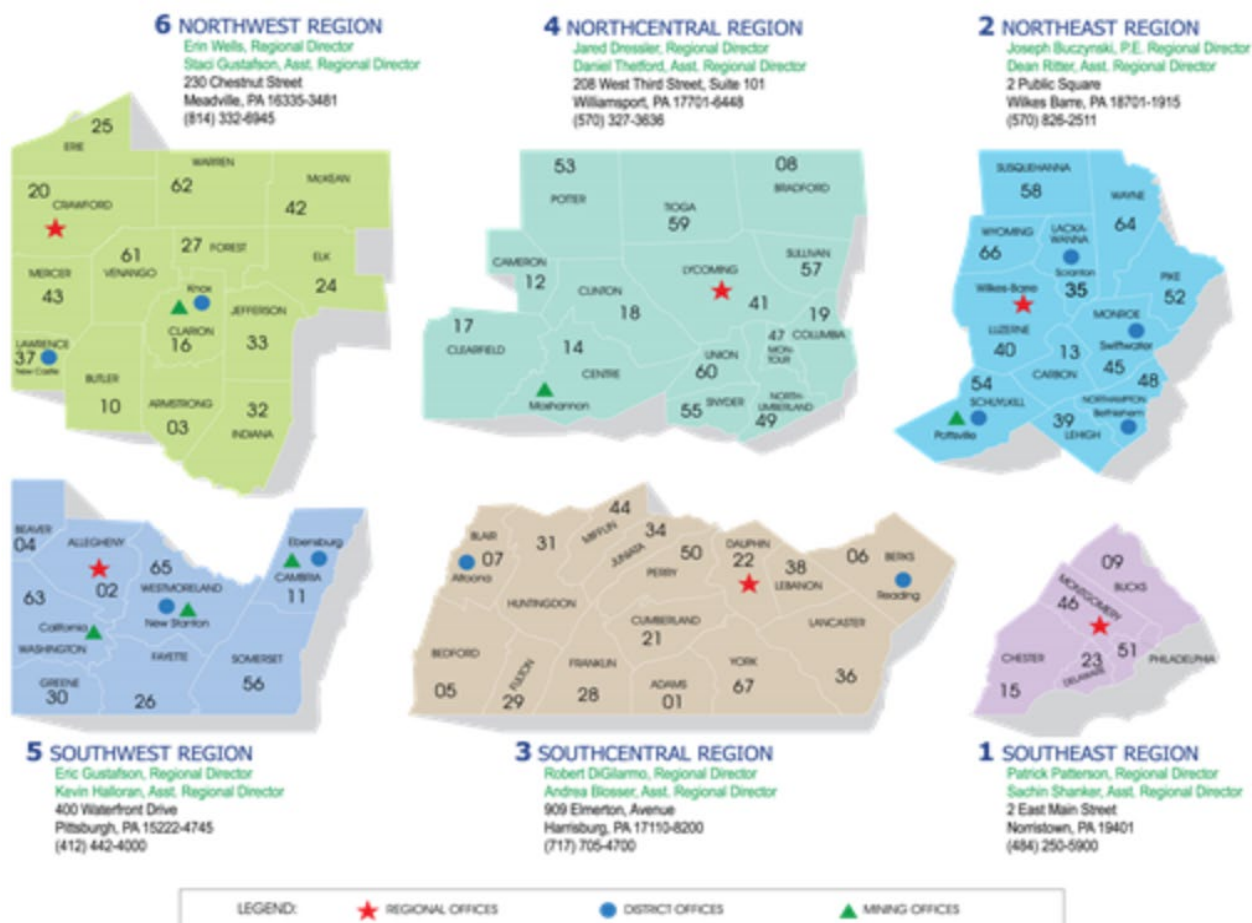 6 NORTHWEST REGION
Erin Wells, Regional Director
Staci Gustafson, Asst. Regional Director
230 Chestnut Street
Meadville, PA 16335-3481
(814) 332-6945
4 NORTHCENTRAL REGION
Jared Dressler, Regional Director
Daniel Thetford, Asst. Regional Director
208 West Third Street, Suite 101
Williamsport, PA 17701-6448
(570) 327-3636
2 NORTHEAST REGION
Joseph Buczynski, P.E. Regional Director
Dean Ritter, Asst. Regional Director
2 Public Square
Wilkes Barre, PA 18701-1915
(570) 826-2511
25
ERIE
WARREN
62
McKEAN
42
20
CRAWFORD
61
VENANGO
27 FOREST
ELK
24
MERCER
43
Knox
CLARION
16
JEFFERSON
33
LAWRENCE
37
New Castle
BUTLER
10
ARMSTRONG
03
32
INDIANA
53
POTTER
TIOGA
59
08
BRADFORD
CAMERON
12
CLINTON
18
LYCOMING
41
SULLIVAN
57
19
COLUMBIA
17
CLEARFIELD
14
CENTRE
Moshannon
UNION
60
47
MON-
TOUR
55 SNYDER
NORTH-
UMBERLAND
49
SUSQUEHANNA
58
WAYNE
64
WYOMING
66
LACKA-
WANNA
Scranton
35
PIKE
52
Wilkes-Barre
LUZERNE
40
MONROE
Swiftwater
45
13
CARBON
48
NORTHAMPTON
Bethlehem
54
SCHUYLKILL
Pottsville
39
LEHIGH
BEAVER
04
ALLEGHENY
02
65
WESTMORELAND
New Stanton
Ebensburg
CAMBRIA
11
63
California
WASHINGTON
FAYETTE
26
SOMERSET
56
GREENE
30
BLAIR
07
Altoona
31
HUNTINGDON
44
MIFFLIN
34
JUNIATA
50
PERRY
DAUPHIN
22
38
LEBANON
06
BERKS
Reading
CUMBERLAND
21
LANCASTER
36
BEDFORD
05
FULTON
29
FRANKLIN
28
ADAMS
01
YORK
67
09
BUCKS
MONTGOMERY
46
CHESTER
15
23
DELAWARE
51
PHILADELPHIA
5 SOUTHWEST REGION
Eric Gustafson, Regional Director
Kevin Halloran, Asst. Regional Director
400 Waterfront Drive
Pittsburgh, PA 15222-4745
(412) 442-4000
3 SOUTHCENTRAL REGION
Robert DiGilarmo, Regional Director
Andrea Blosser, Asst. Regional Director
909 Elmerton, Avenue
Harrisburg, PA 17110-8200
(717) 705-4700
1 SOUTHEAST REGION
Patrick Patterson, Regional Director
Sachin Shanker, Asst. Regional Director
2 East Main Street
Norristown, PA 19401
(484) 250-5900
LEGEND:
REGIONAL OFFICES
DISTRICT OFFICES
MINING OFFICES